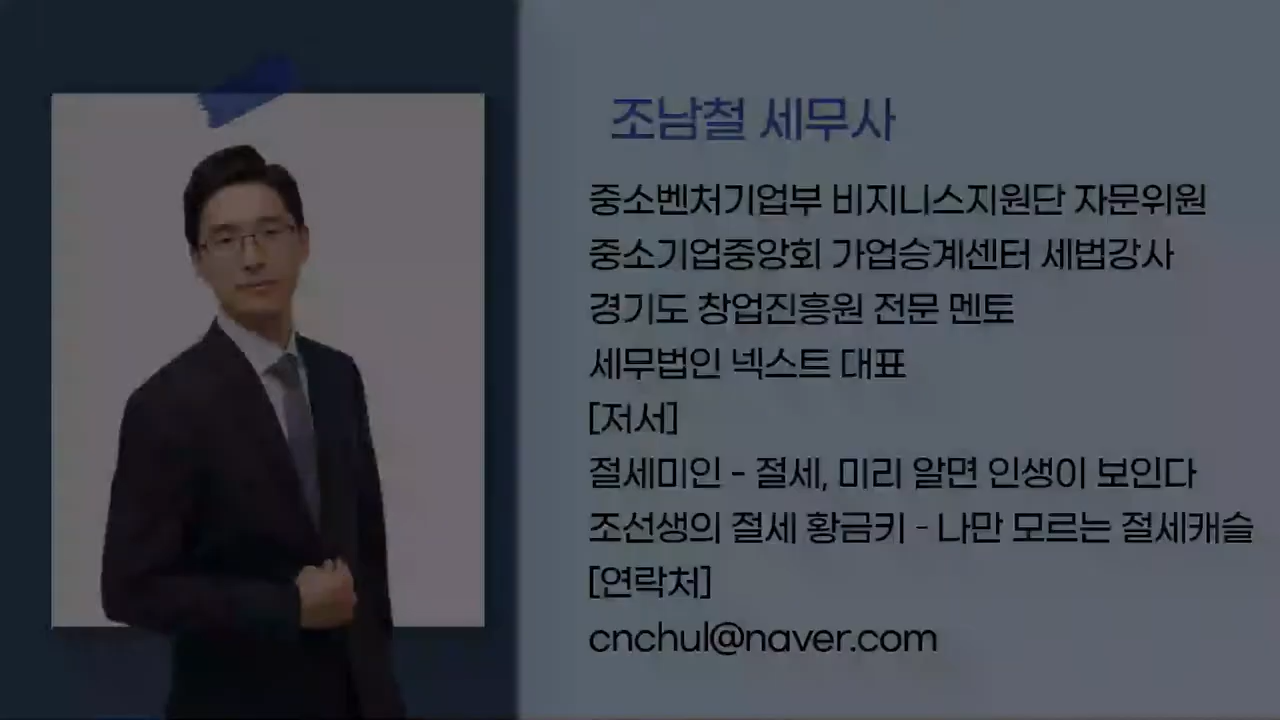 조남철 세무사
중소벤처기업부 비지니스지원단 자문위원
중소기업중앙회 가업승계센터 세법강사
경기도 창업진흥원 전문 멘토
세무법인 넥스트 대표
[저서]
절세미인 - 절세, 미리 알면 인생이 보인다
조선생의 절세 황금키 - 나만 모르는 절세캐슬
[연락처]
cnchul@naver.com